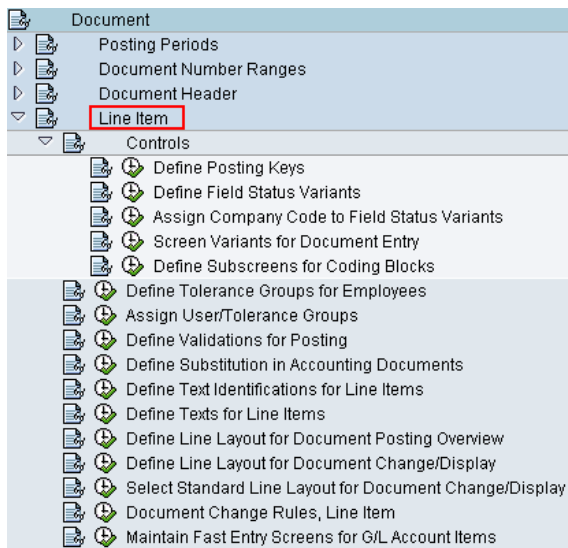 Document
Posting Periods
Document Number Ranges
Document Header
Line Item
Controls
Define Posting Keys
Define Field Status Variants
Assign Company Code to Field Status Variants
Screen Variants for Document Entry
Define Subscreens for Coding Blocks
Define Tolerance Groups for Employees
Assign User/Tolerance Groups
Define Validations for Posting
Define Substitution in Accounting Documents
Define Text Identifications for Line Items
Define Texts for Line Items
Define Line Layout for Document Posting Overview
Define Line Layout for Document Change/Display
Select Standard Line Layout for Document Change/Display
Document Change Rules, Line Item
Maintain Fast Entry Screens for G/L Account Items